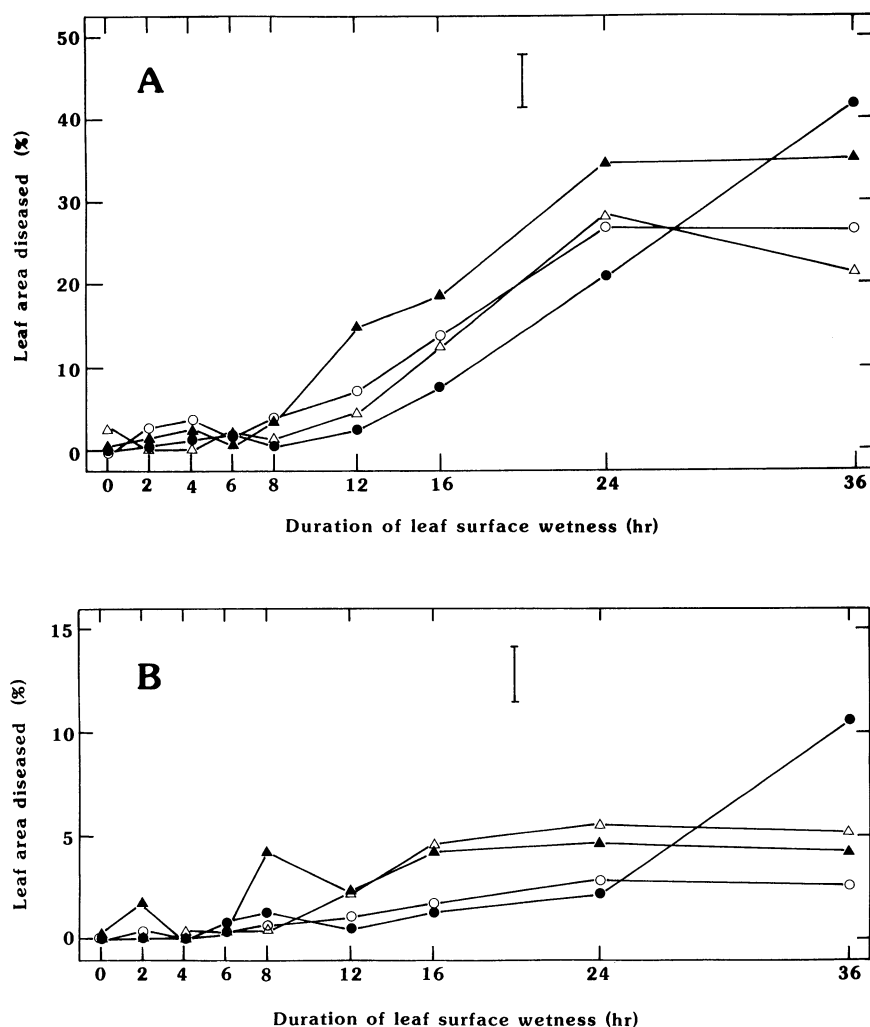 50
A
40
30
20
10
0
Leaf area diseased (%)
0 2 4 6 8 12 16 24 36
Duration of leaf surface wetness (hr)
15
B
10
5
0
Leaf area diseased (%)
0 2 4 6 8 12 16 24 36
Duration of leaf surface wetness (hr)